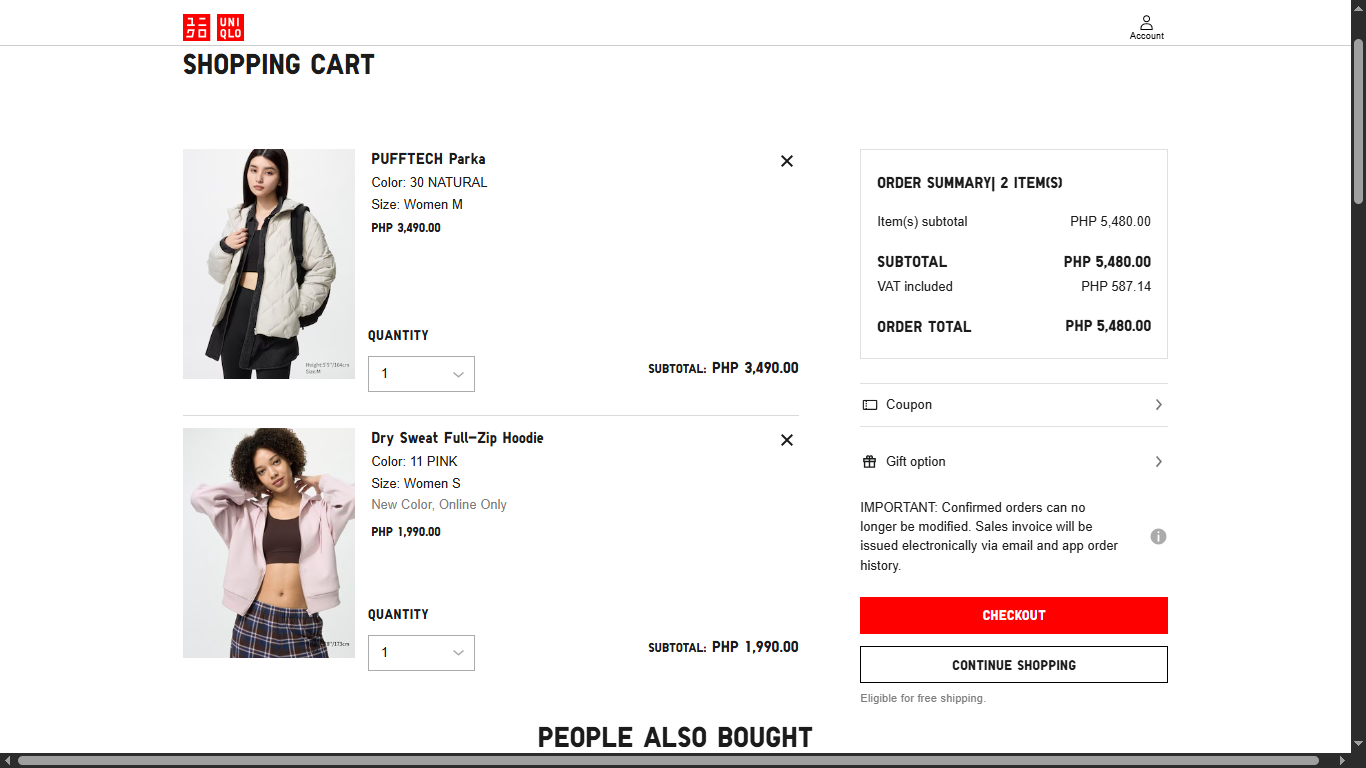 ユニ UNI
クロ QLO
Account
SHOPPING CART
PUFFTECH Parka
Color: 30 NATURAL
Size: Women M
PHP 3,490.00
Height:5'5"/164cm
Size:M
QUANTITY
1
SUBTOTAL: PHP 3,490.00
Dry Sweat Full-Zip Hoodie
Color: 11 PINK
Size: Women S
New Color, Online Only
PHP 1,990.00
QUANTITY
1
SUBTOTAL: PHP 1,990.00
ORDER SUMMARY| 2 ITEM(S)
Item(s) subtotal PHP 5,480.00
SUBTOTAL PHP 5,480.00
VAT included PHP 587.14
ORDER TOTAL PHP 5,480.00
Coupon
Gift option
IMPORTANT: Confirmed orders can no
longer be modified. Sales invoice will be
issued electronically via email and app order
history.
CHECKOUT
CONTINUE SHOPPING
Eligible for free shipping.
PEOPLE ALSO BOUGHT